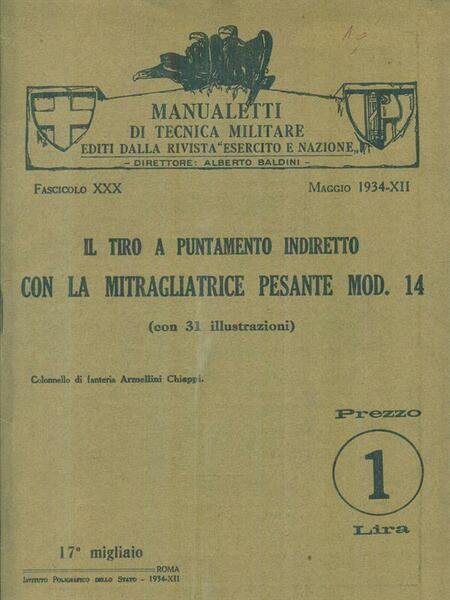 MANUALETTI
DI TECNICA MILITARE
EDITI DALLA RIVISTA "ESERCITO E NAZIONE"
- DIRETTORE: ALBERTO BALDINI -
FASCICOLO XXX
MAGGIO 1934-XII
IL TIRO A PUNTAMENTO INDIRETTO
CON LA MITRAGLIATRICE PESANTE MOD. 14
(con 31 illustrazioni)
Colonnello di fanteria Armellini Chiappi.
Prezzo
1
Lira
17° migliaio
ROMA
ISTITUTO POLIGRAFICO DELLO STATO - 1934-XII